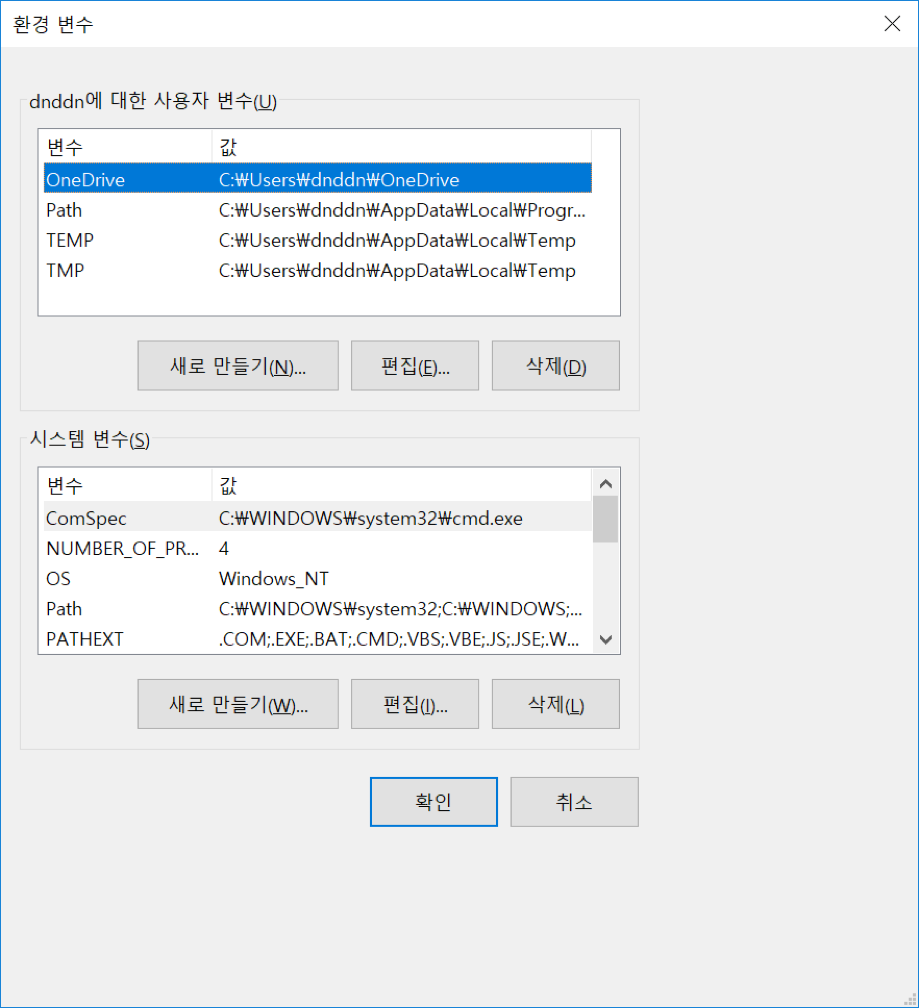 환경 변수
dnddn에 대한 사용자 변수(U)
변수 값
OneDrive C:₩Users₩dnddn₩OneDrive
Path C:₩Users₩dnddn₩AppData₩Local₩Progr...
TEMP C:₩Users₩dnddn₩AppData₩Local₩Temp
TMP C:₩Users₩dnddn₩AppData₩Local₩Temp
새로 만들기(N)... 편집(E)... 삭제(D)
시스템 변수(S)
변수 값
ComSpec C:₩WINDOWS₩system32₩cmd.exe
NUMBER_OF_PR... 4
OS Windows_NT
Path C:₩WINDOWS₩system32;C:₩WINDOWS;...
PATHEXT .COM;.EXE;.BAT;.CMD;.VBS;.VBE;.JS;.JSE;.W...
새로 만들기(W)... 편집(I)... 삭제(L)
확인 취소